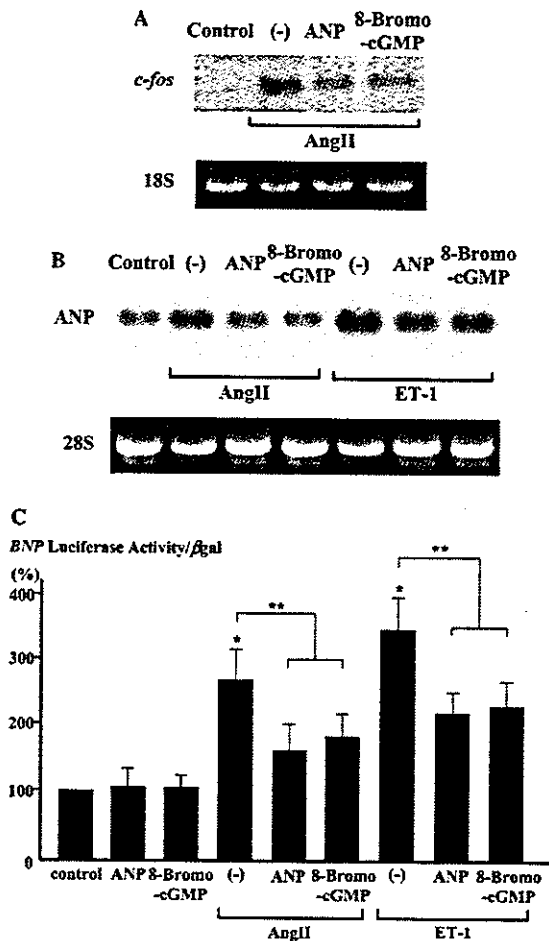 A
Control (-) ANP 8-Bromo
-cGMP
c-fos
AngII
18S
B
Control (-) ANP 8-Bromo
-cGMP (-) ANP 8-Bromo
-cGMP
ANP
AngII ET-1
28S
C
BNP Luciferase Activity/βgal
(%)
400
300
200
100
0
* ** * **
control ANP 8-Bromo
-cGMP (-) ANP 8-Bromo
-cGMP (-) ANP 8-Bromo
-cGMP
AngII ET-1